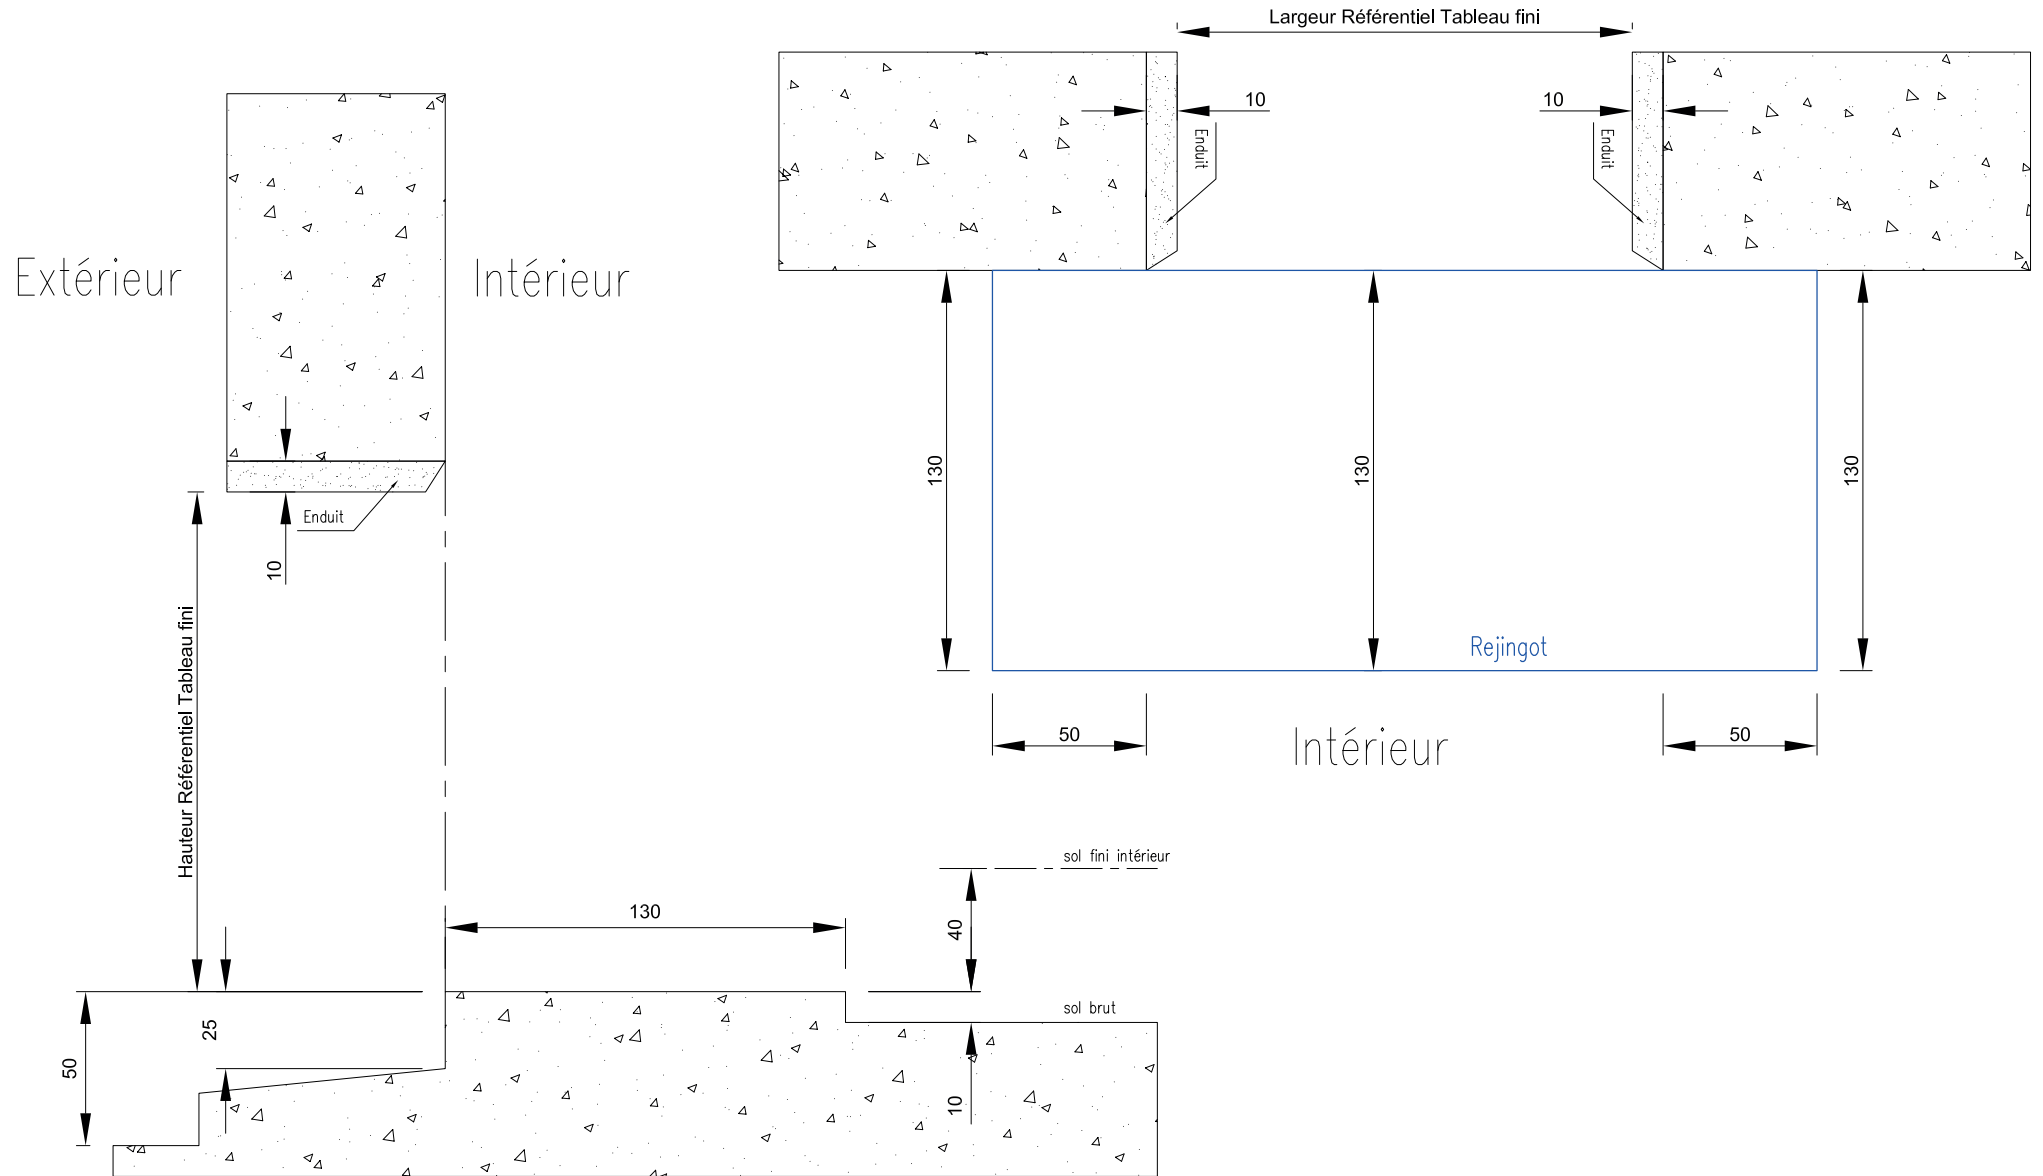 Largeur Référentiel Tableau fini
10
10
Enduit
Enduit
Extérieur
Intérieur
130
130
130
Enduit
10
Hauteur Référentiel Tableau fini
Rejingot
50
50
Intérieur
sol fini intérieur
130
40
sol brut
25
50
10